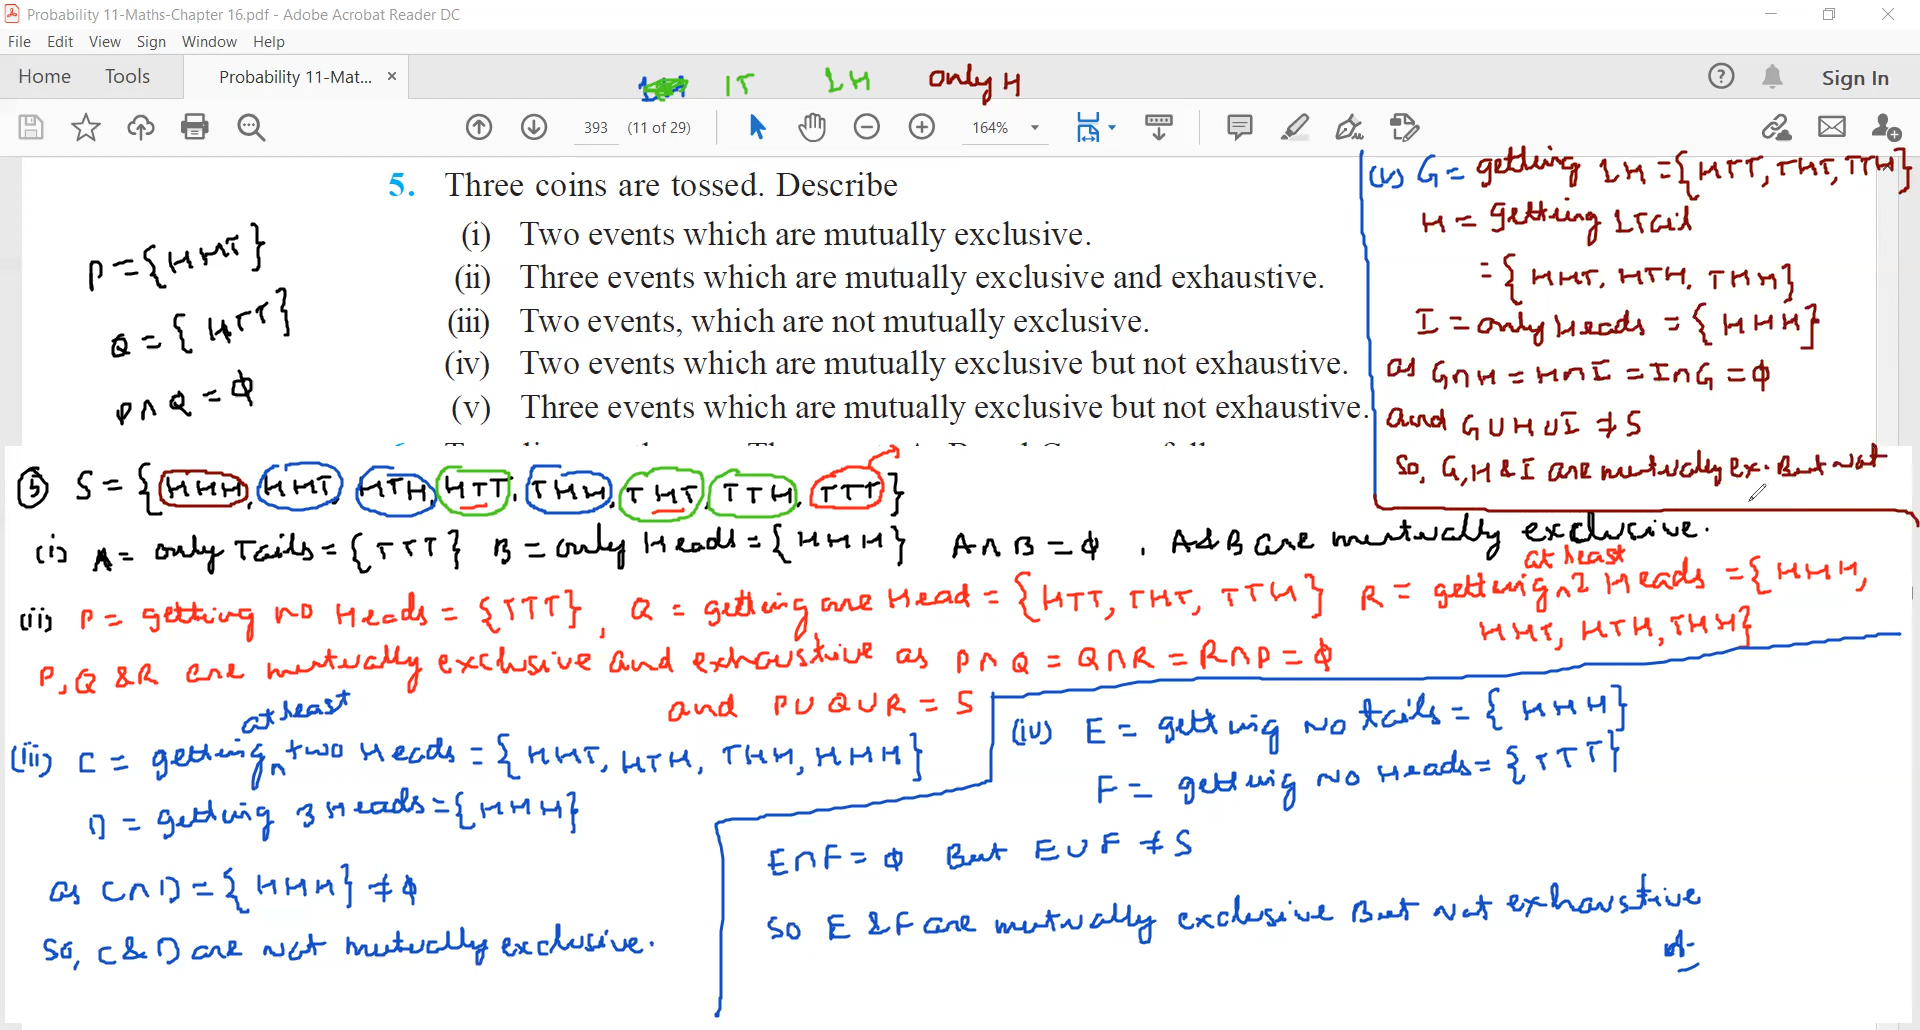 Probability 11-Maths-Chapter 16.pdf - Adobe Acrobat Reader DC
File Edit View Sign Window Help
Home Tools Probability 11-Mat... × Sign In
1T 1H only H
393 (11 of 29) 164%
5. Three coins are tossed. Describe
(i) Two events which are mutually exclusive.
(ii) Three events which are mutually exclusive and exhaustive.
(iii) Two events, which are not mutually exclusive.
(iv) Two events which are mutually exclusive but not exhaustive.
(v) Three events which are mutually exclusive but not exhaustive.
P = {HHT}
Q = {HTT}
P∩Q = ϕ
(v) G = getting 1H = {HTT, THT, TTH}
H = getting 1Tail
= {HHT, HTH, THH}
I = only Heads = {HHH}
as G∩H = H∩I = I∩G = ϕ
and G∪H∪I ≠ S
So, G, H & I are mutually ex. But not
(5) S = {HHH, HHT, HTH, HTT, THH, THT, TTH, TTT}
(i) A = only Tails = {TTT} B = only Heads = {HHH} A∩B = ϕ, A&B are mutually exclusive.
(ii) P = getting no Heads = {TTT}, Q = getting one Head = {HTT, THT, TTH} R = getting at least 2 Heads = {HHH,
HHT, HTH, THH}
P, Q & R are mutually exclusive and exhaustive as P∩Q = Q∩R = R∩P = ϕ
and P∪Q∪R = S
(iii) C = getting at least two Heads = {HHT, HTH, THH, HHH}
D = getting 3 Heads = {HHH}
as C∩D = {HHH} ≠ ϕ
So, C & D are not mutually exclusive.
(iv) E = getting No tails = {HHH}
F = getting No Heads = {TTT}
E∩F = ϕ But E∪F ≠ S
So E & F are mutually exclusive But not exhaustive